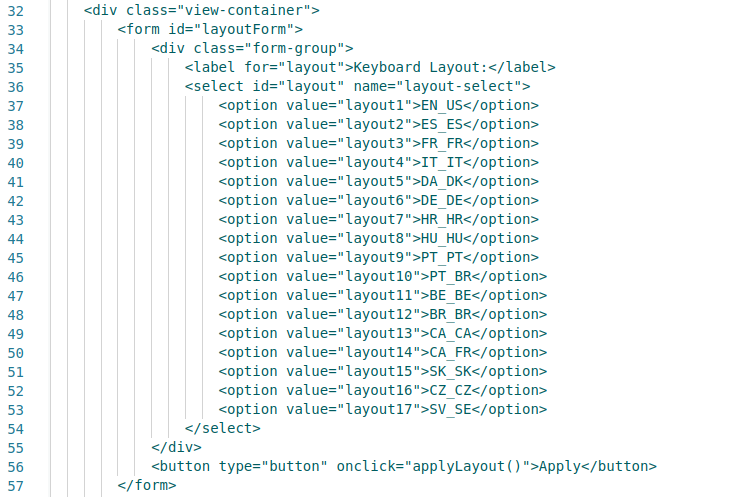 32 <div class="view-container">
33 <form id="layoutForm">
34 <div class="form-group">
35 <label for="layout">Keyboard Layout:</label>
36 <select id="layout" name="layout-select">
37 <option value="layout1">EN_US</option>
38 <option value="layout2">ES_ES</option>
39 <option value="layout3">FR_FR</option>
40 <option value="layout4">IT_IT</option>
41 <option value="layout5">DA_DK</option>
42 <option value="layout6">DE_DE</option>
43 <option value="layout7">HR_HR</option>
44 <option value="layout8">HU_HU</option>
45 <option value="layout9">PT_PT</option>
46 <option value="layout10">PT_BR</option>
47 <option value="layout11">BE_BE</option>
48 <option value="layout12">BR_BR</option>
49 <option value="layout13">CA_CA</option>
50 <option value="layout14">CA_FR</option>
51 <option value="layout15">SK_SK</option>
52 <option value="layout16">CZ_CZ</option>
53 <option value="layout17">SV_SE</option>
54 </select>
55 </div>
56 <button type="button" onclick="applyLayout()">Apply</button>
57 </form>